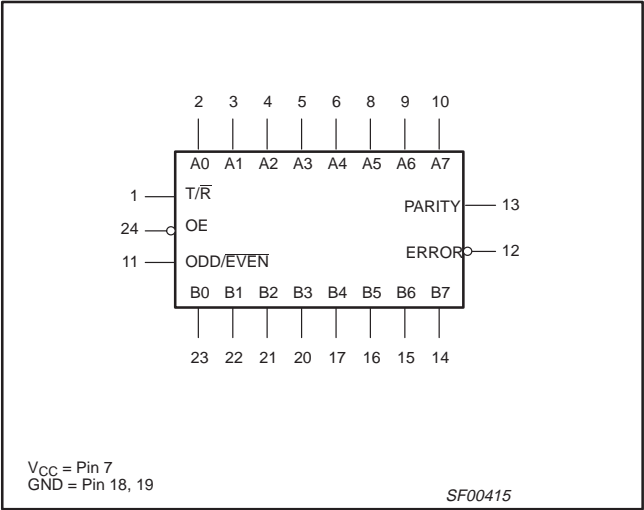 2 3 4 5 6 8 9 10
A0 A1 A2 A3 A4 A5 A6 A7
1 T/R̅
PARITY 13
24 OE
ERROR 12
11 ODD/E̅V̅E̅N̅
B0 B1 B2 B3 B4 B5 B6 B7
23 22 21 20 17 16 15 14
VCC = Pin 7
GND = Pin 18, 19
SF00415